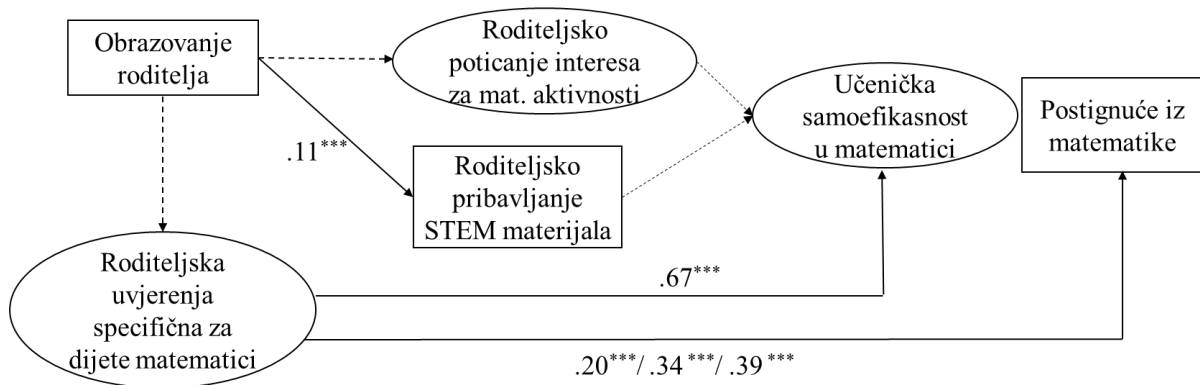 Obrazovanje
roditelja
Roditeljsko
poticanje interesa
za mat. aktivnosti
Učenička
samoefikasnost
u matematici
Postignuće iz
matematike
.11***
Roditeljsko
pribavljanje
STEM materijala
Roditeljska
uvjerenja
specifična za
dijete matematici
.67***
.20***/ .34 ***/ .39 ***